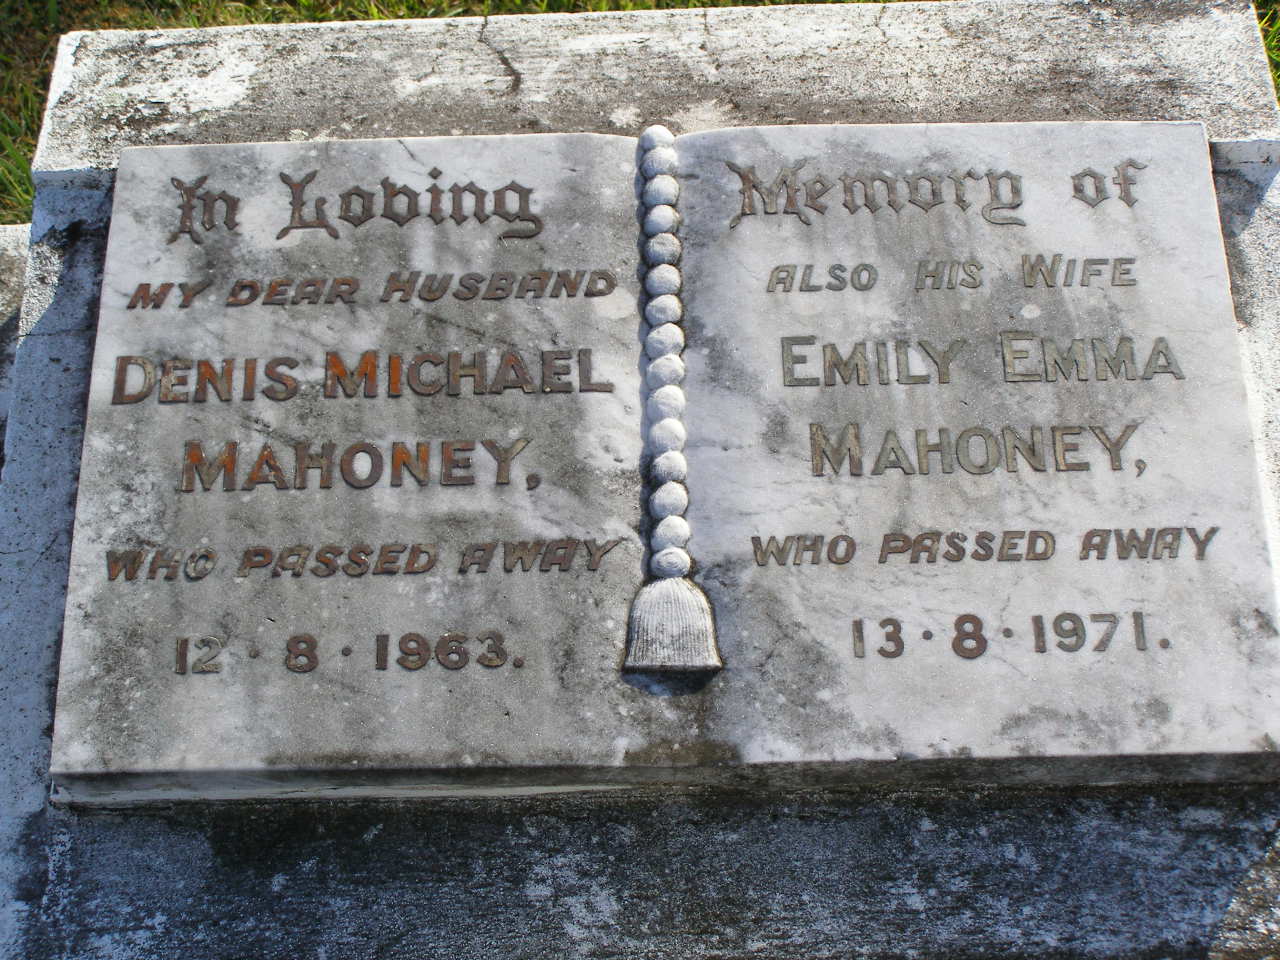 In Loving Memory of
MY DEAR HUSBAND
DENIS MICHAEL
MAHONEY,
WHO PASSED AWAY
12·8·1963.
ALSO HIS WIFE
EMILY EMMA
MAHONEY,
WHO PASSED AWAY
13·8·1971.